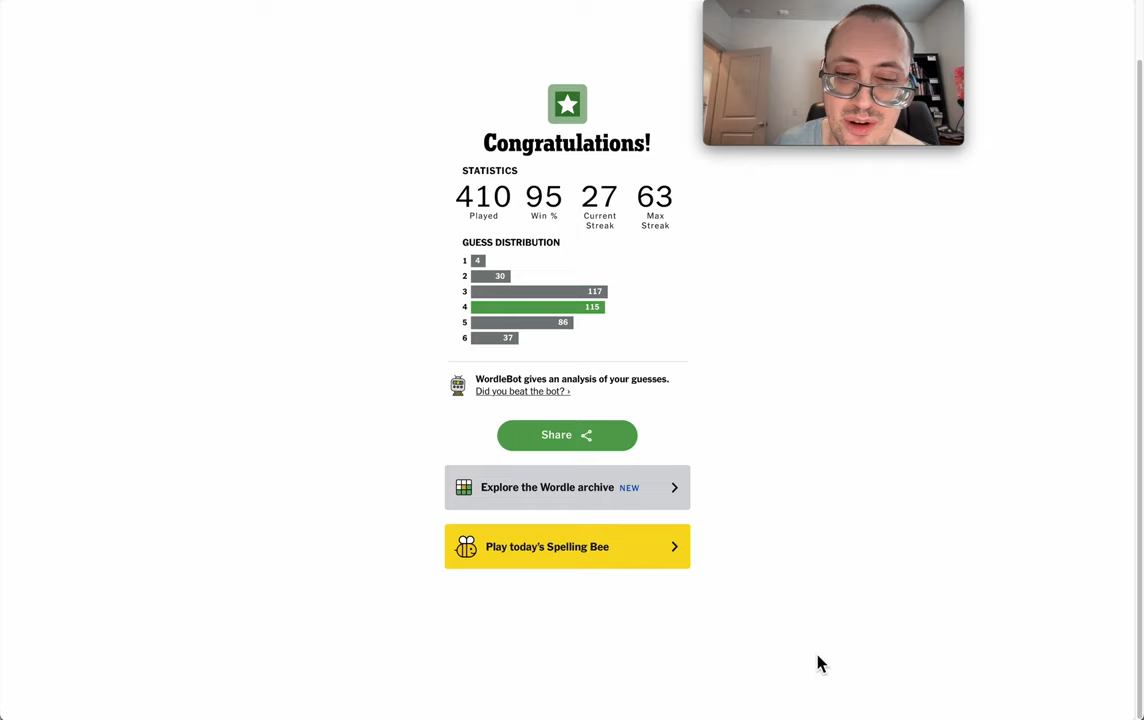 Congratulations!
STATISTICS
410 95 27 63
Played Win % Current Streak Max Streak
GUESS DISTRIBUTION
1 4
2 30
3 117
4 115
5 86
6 37
WordleBot gives an analysis of your guesses.
Did you beat the bot? ›
Share
Explore the Wordle archive NEW
Play today's Spelling Bee